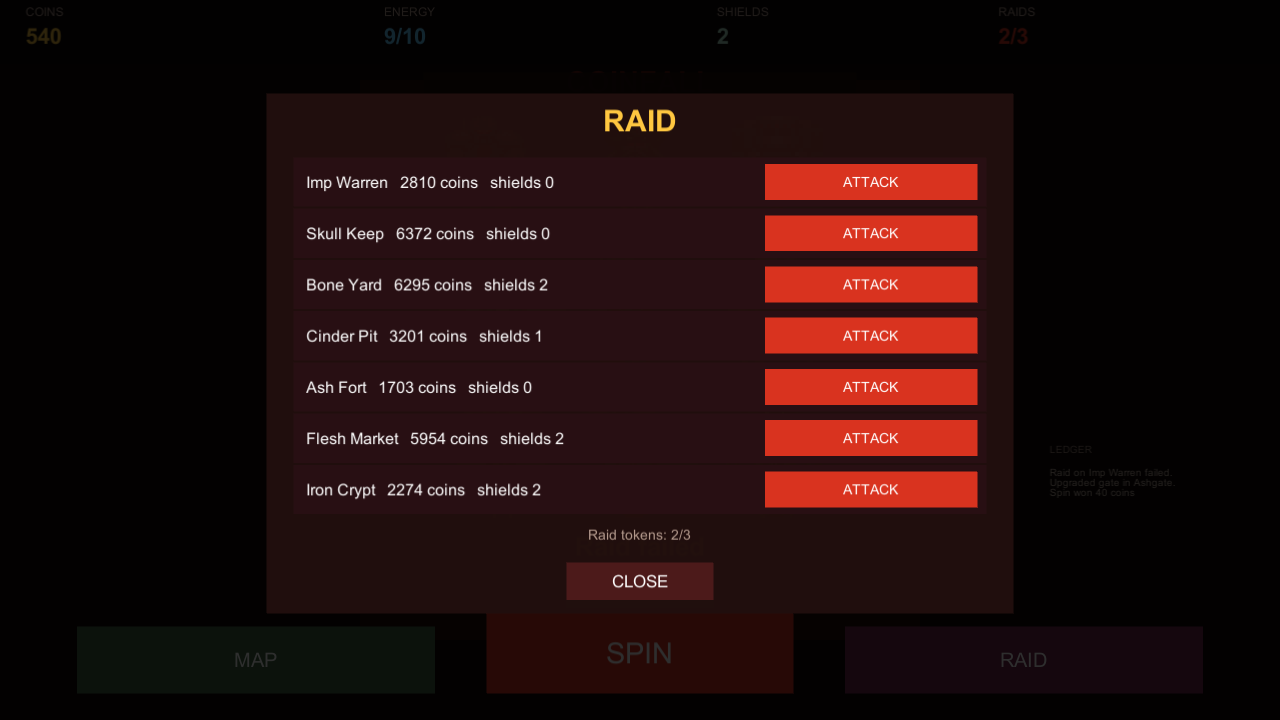 COINS ENERGY SHIELDS RAIDS
540 9/10 2 2/3
RAID
Imp Warren 2810 coins shields 0 ATTACK
Skull Keep 6372 coins shields 0 ATTACK
Bone Yard 6295 coins shields 2 ATTACK
Cinder Pit 3201 coins shields 1 ATTACK
Ash Fort 1703 coins shields 0 ATTACK
Flesh Market 5954 coins shields 2 ATTACK
Iron Crypt 2274 coins shields 2 ATTACK
LEDGER
Raid on Imp Warren failed.
Upgraded gate in Ashgate.
Spin won 40 coins
Raid tokens: 2/3
CLOSE
MAP SPIN RAID